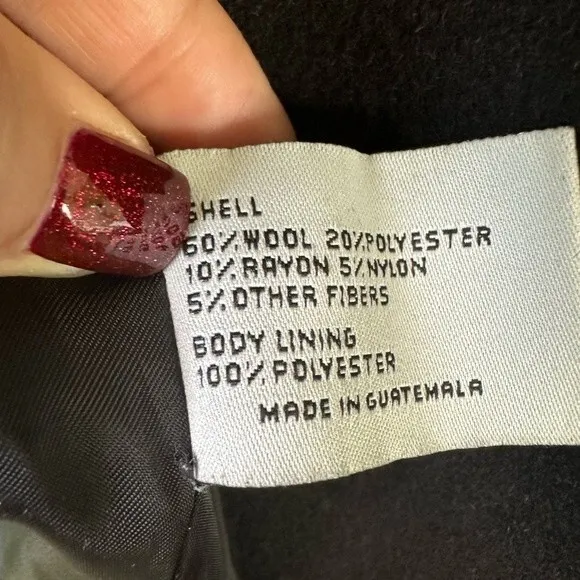 SHELL
60% WOOL 20% POLYESTER
10% RAYON 5% NYLON
5% OTHER FIBERS
BODY LINING
100% POLYESTER
MADE IN GUATEMALA